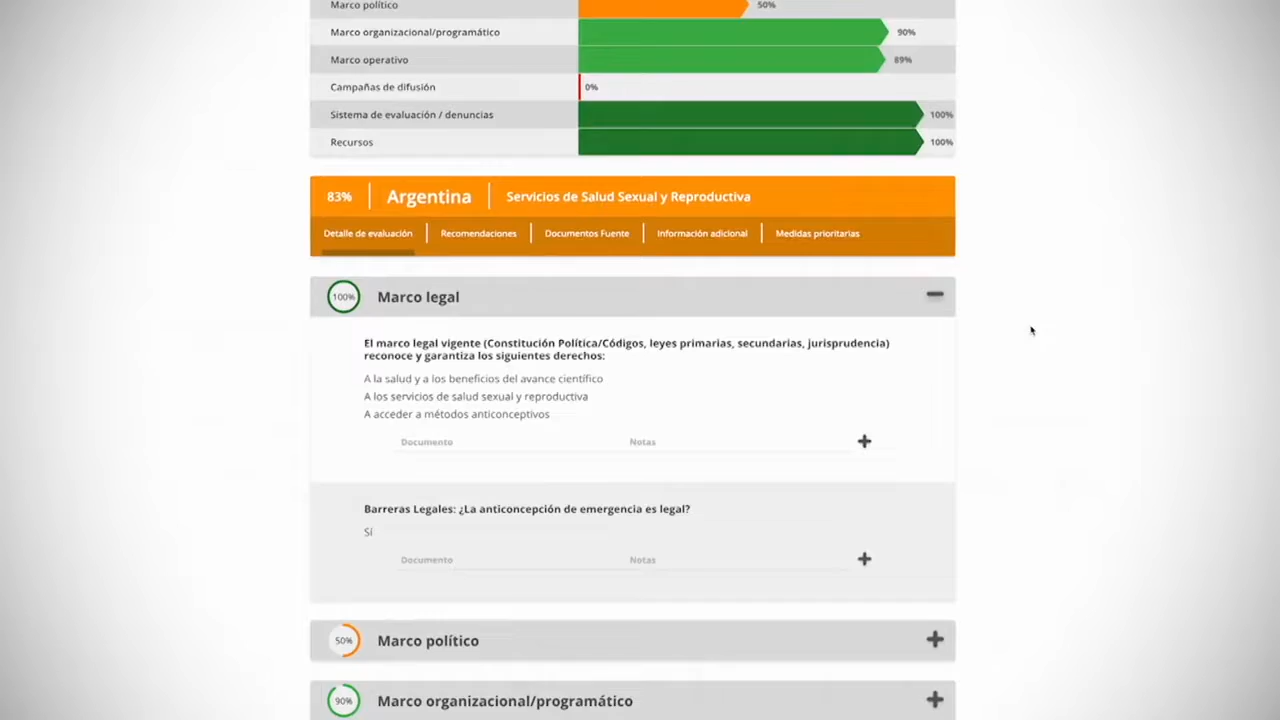 Marco político 50%
Marco organizacional/programático 90%
Marco operativo 89%
Campañas de difusión 0%
Sistema de evaluación / denuncias 100%
Recursos 100%
83% Argentina Servicios de Salud Sexual y Reproductiva
Detalle de evaluación Recomendaciones Documentos Fuente Información adicional Medidas prioritarias
100% Marco legal
El marco legal vigente (Constitución Política/Códigos, leyes primarias, secundarias, jurisprudencia)
reconoce y garantiza los siguientes derechos:
A la salud y a los beneficios del avance científico
A los servicios de salud sexual y reproductiva
A acceder a métodos anticonceptivos
Documento Notas
Barreras Legales: ¿La anticoncepción de emergencia es legal?
Sí
Documento Notas
50% Marco político
90% Marco organizacional/programático